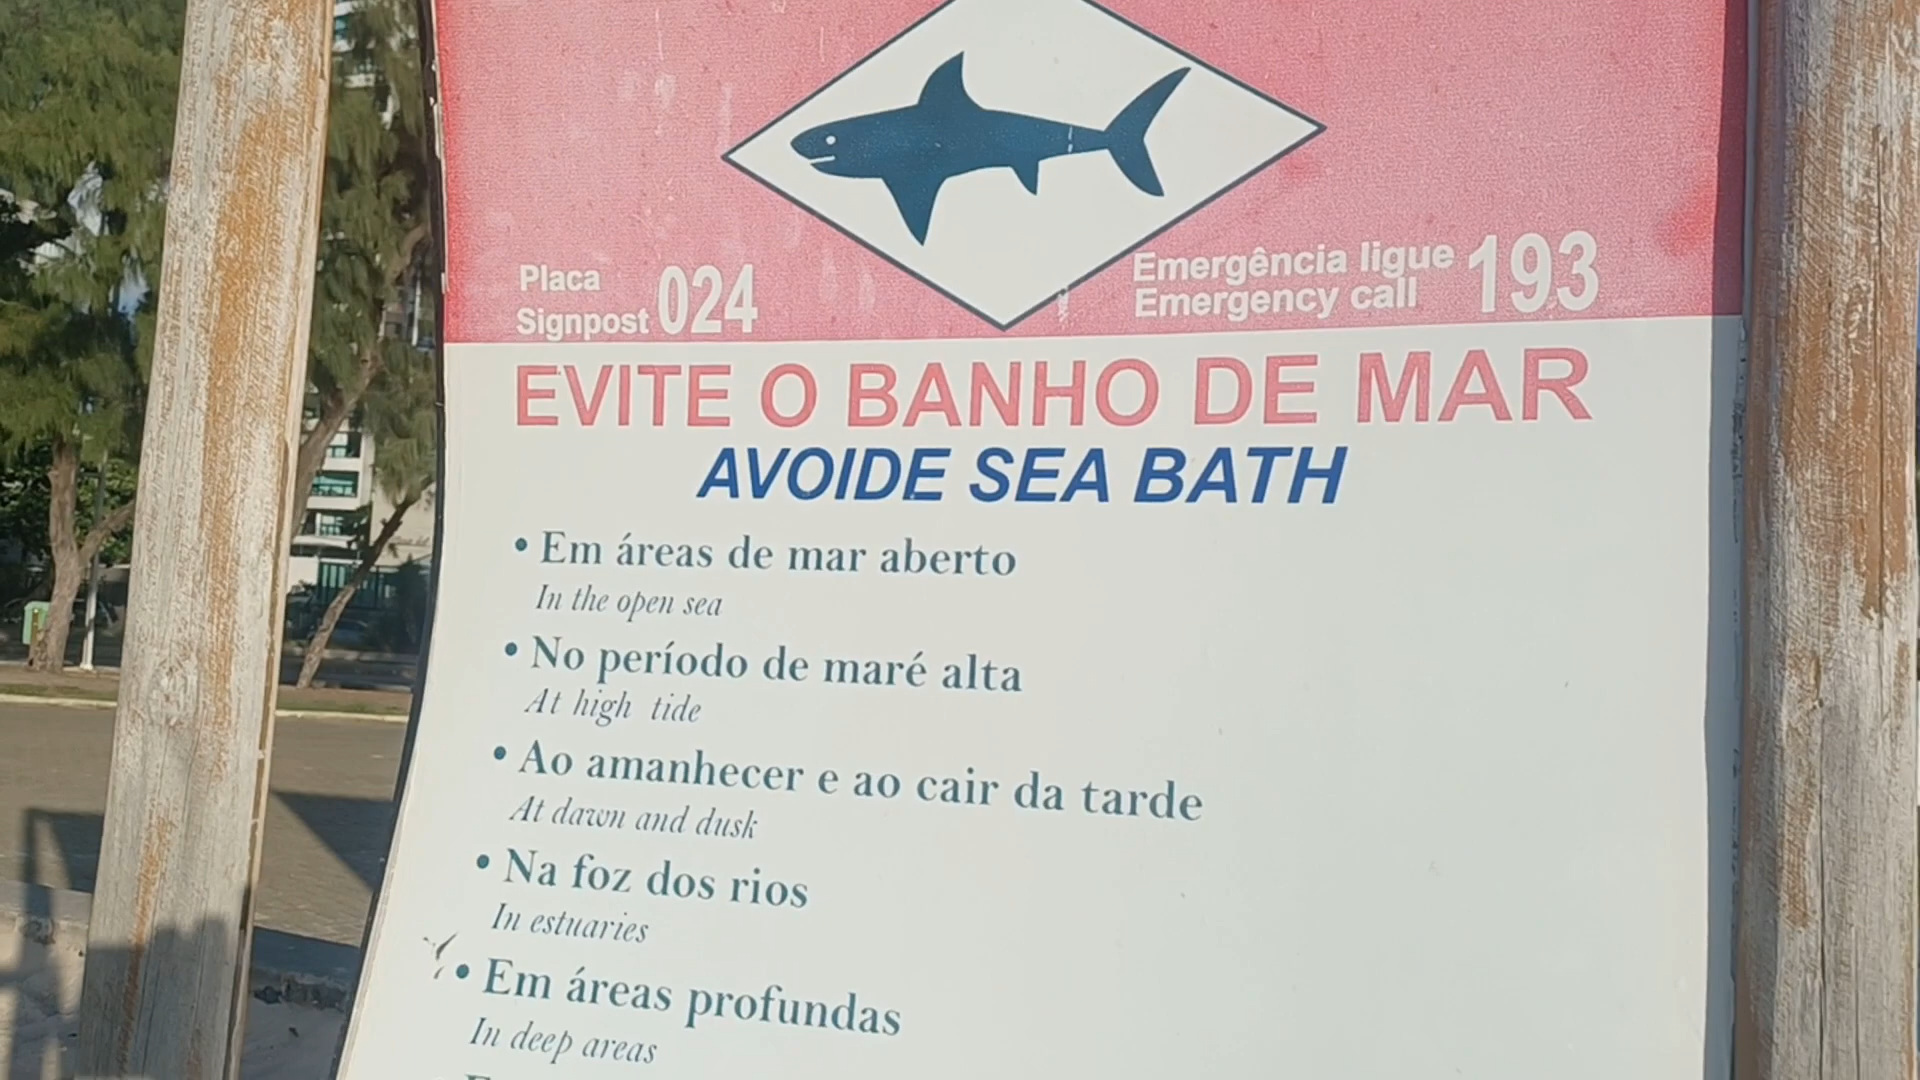 Placa
Signpost 024
Emergência ligue
Emergency call 193
EVITE O BANHO DE MAR
AVOIDE SEA BATH
• Em áreas de mar aberto
In the open sea
• No período de maré alta
At high tide
• Ao amanhecer e ao cair da tarde
At dawn and dusk
• Na foz dos rios
In estuaries
• Em áreas profundas
In deep areas